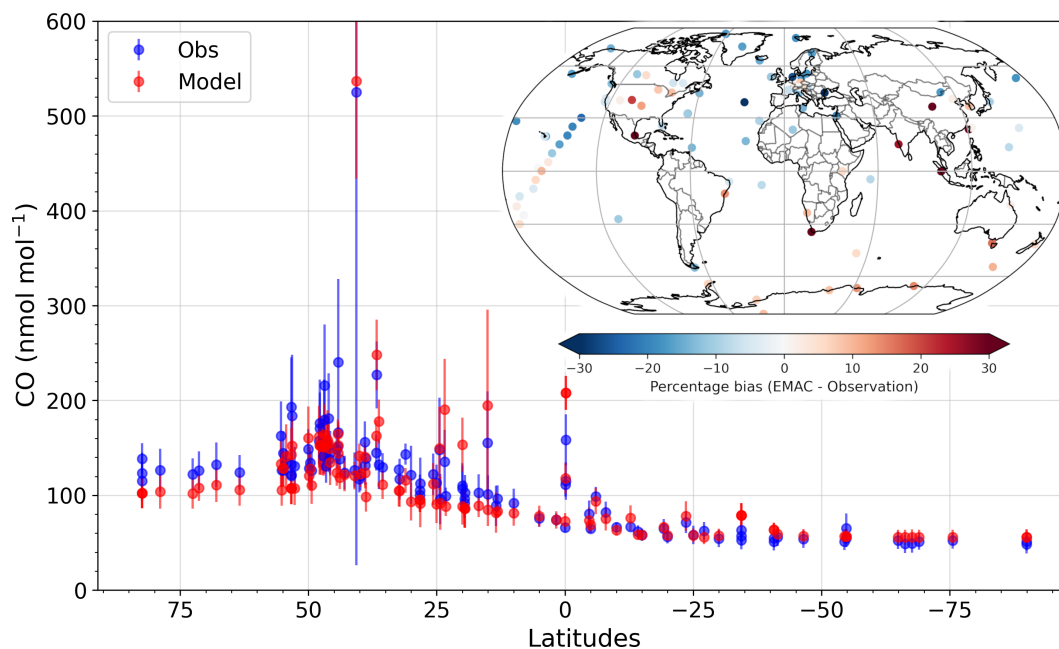 600
500
400
300
200
100
0
CO (nmol mol⁻¹)
Obs
Model
−30 −20 −10 0 10 20 30
Percentage bias (EMAC - Observation)
75 50 25 0 −25 −50 −75
Latitudes